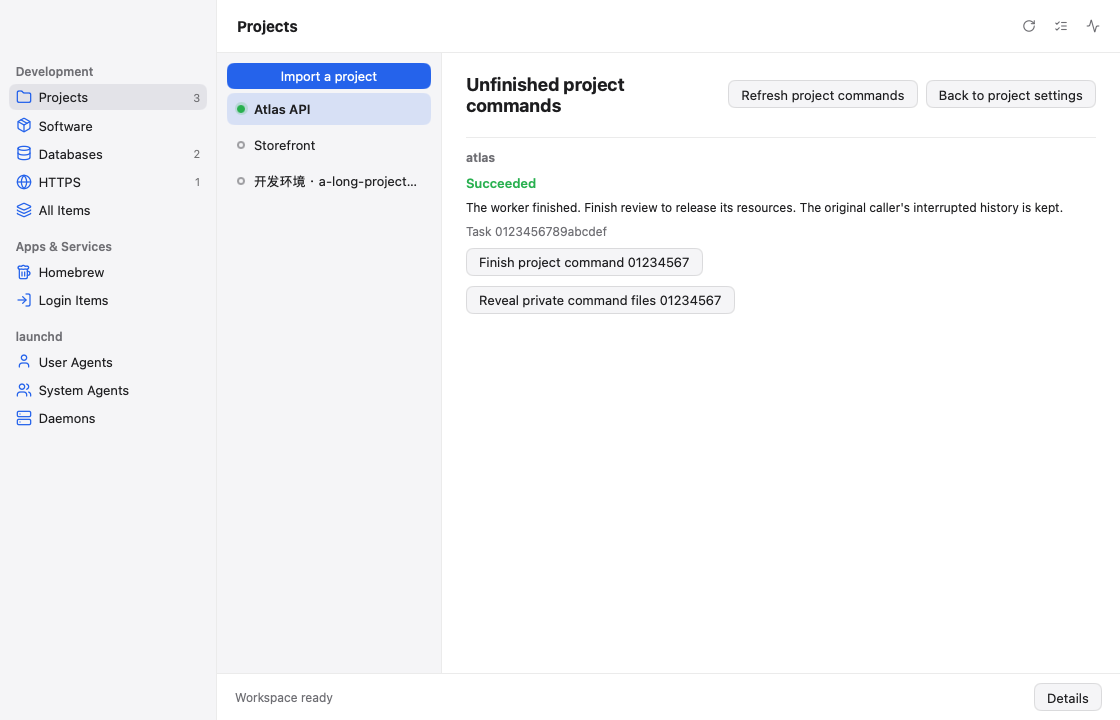 Projects
Development
Projects 3
Software
Databases 2
HTTPS 1
All Items
Apps & Services
Homebrew
Login Items
launchd
User Agents
System Agents
Daemons
Import a project
Atlas API
Storefront
开发环境 · a-long-project...
Unfinished project
commands
Refresh project commands
Back to project settings
atlas
Succeeded
The worker finished. Finish review to release its resources. The original caller's interrupted history is kept.
Task 0123456789abcdef
Finish project command 01234567
Reveal private command files 01234567
Workspace ready
Details